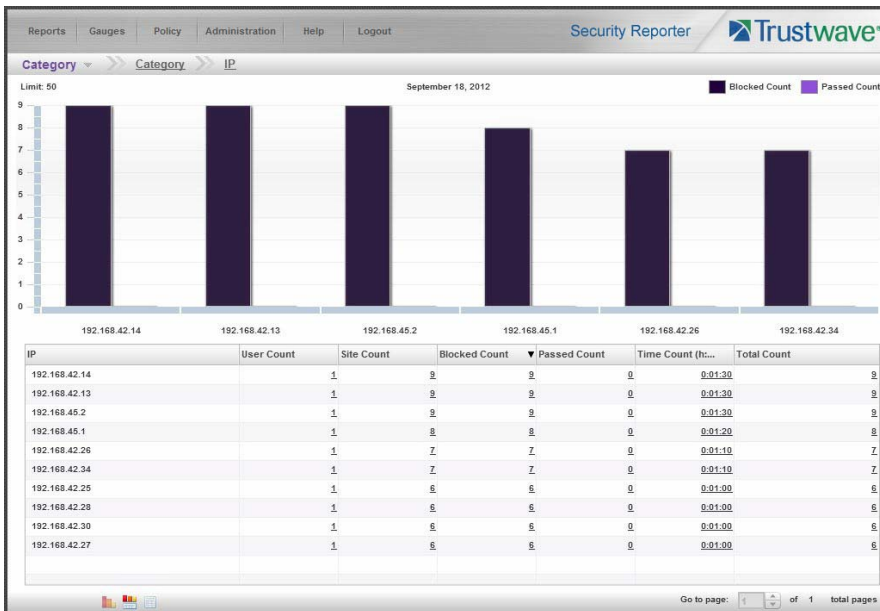 Reports Gauges Policy Administration Help Logout Security Reporter Trustwave
Category Category IP
Limit: 50 September 18, 2012 Blocked Count Passed Count
9
8
7
6
5
4
3
2
1
0
192.168.42.14 192.168.42.13 192.168.45.2 192.168.45.1 192.168.42.26 192.168.42.34
IP User Count Site Count Blocked Count Passed Count Time Count (h:... Total Count
192.168.42.14 1 9 9 0 0:01:30 9
192.168.42.13 1 9 9 0 0:01:30 9
192.168.45.2 1 9 9 0 0:01:30 9
192.168.45.1 1 8 8 0 0:01:20 8
192.168.42.26 1 7 7 0 0:01:10 7
192.168.42.34 1 7 7 0 0:01:10 7
192.168.42.25 1 6 6 0 0:01:00 6
192.168.42.28 1 6 6 0 0:01:00 6
192.168.42.30 1 6 6 0 0:01:00 6
192.168.42.27 1 6 6 0 0:01:00 6
Go to page: 1 of 1 total pages